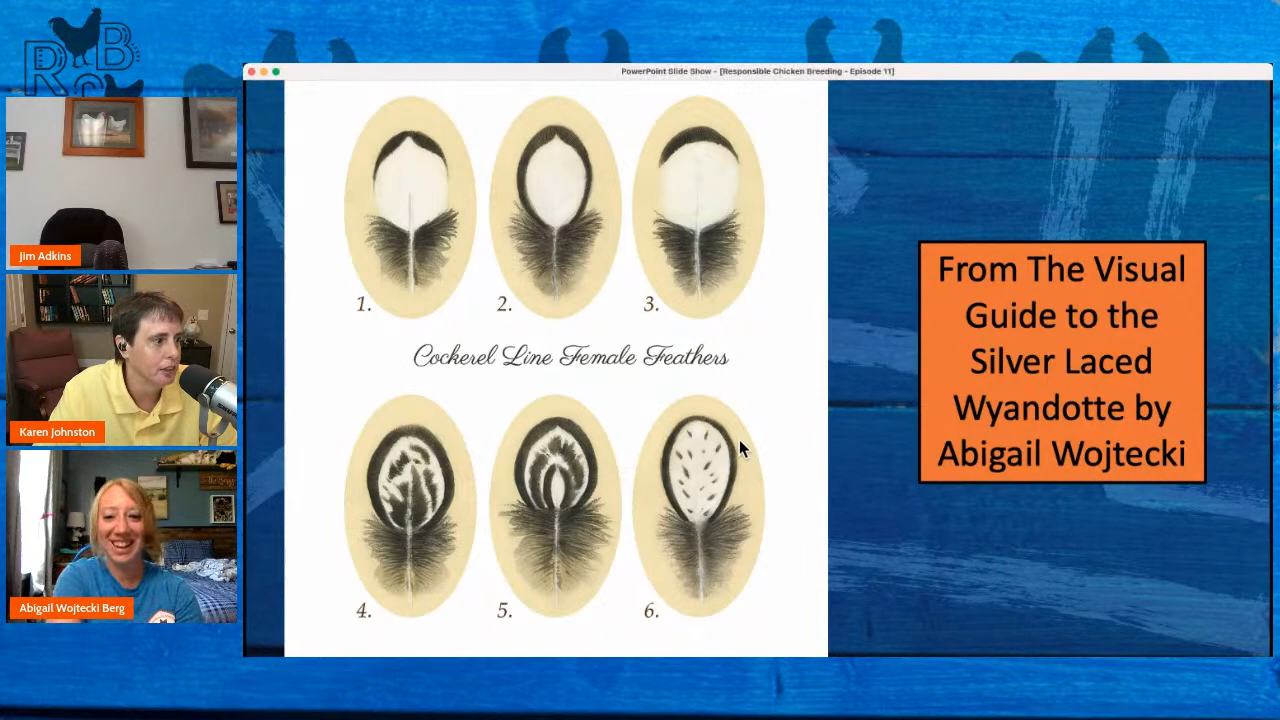 R B
C
PowerPoint Slide Show - [Responsible Chicken Breeding - Episode 11]
Jim Adkins
Karen Johnston
Abigail Wojtecki Berg
1.
2.
3.
Cockerel Line Female Feathers
4.
5.
6.
From The Visual
Guide to the
Silver Laced
Wyandotte by
Abigail Wojtecki